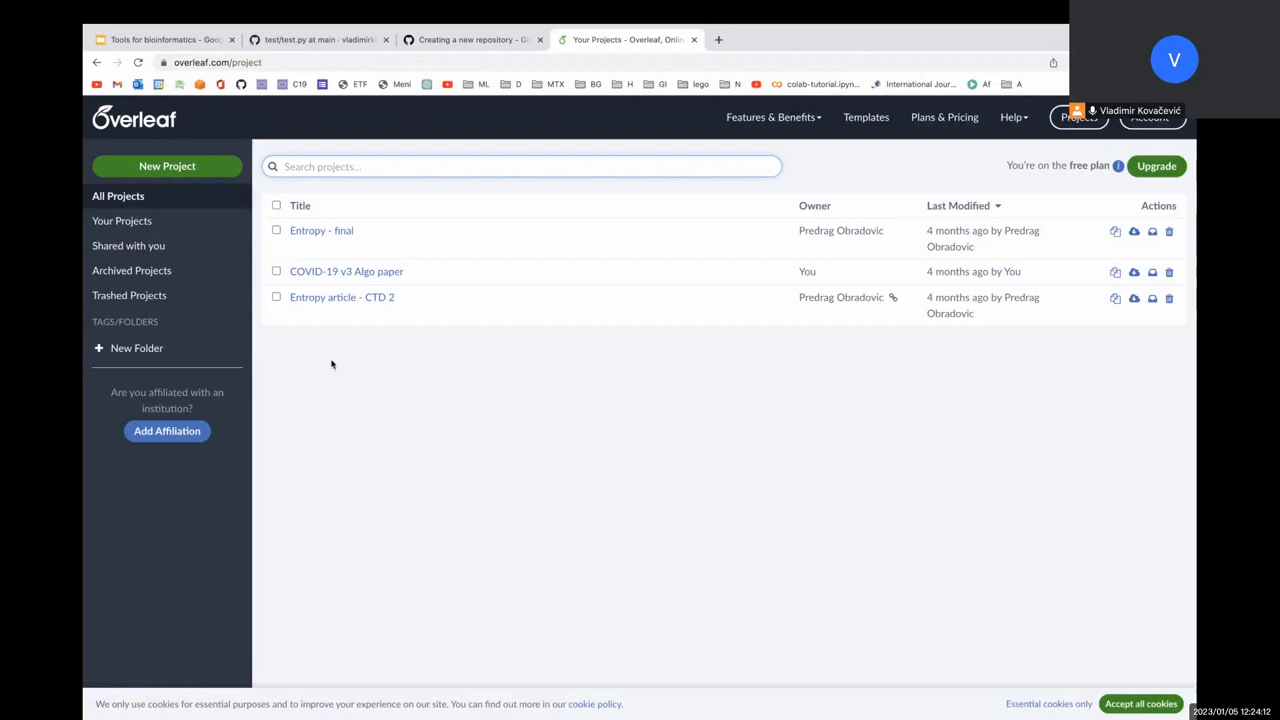 Tools for bioinformatics - Goo
test/test.py at main · vladimirk
Creating a new repository - Gi
Your Projects - Overleaf, Onlin
overleaf.com/project
C19
ETF
Meni
ML
D
MTX
BG
H
GI
lego
N
colab-tutorial.ipyn...
International Jour...
Af
A
V
Vladimir Kovačević
Overleaf
Features & Benefits
Templates
Plans & Pricing
Help
Projects
Account
New Project
Search projects...
You're on the free plan
Upgrade
All Projects
Your Projects
Shared with you
Archived Projects
Trashed Projects
TAGS/FOLDERS
New Folder
Are you affiliated with an
institution?
Add Affiliation
Title
Owner
Last Modified
Actions
Entropy - final
Predrag Obradovic
4 months ago by Predrag
Obradovic
COVID-19 v3 Algo paper
You
4 months ago by You
Entropy article - CTD 2
Predrag Obradovic
4 months ago by Predrag
Obradovic
We only use cookies for essential purposes and to improve your experience on our site. You can find out more in our cookie policy.
Essential cookies only
Accept all cookies
2023/01/05 12:24:12